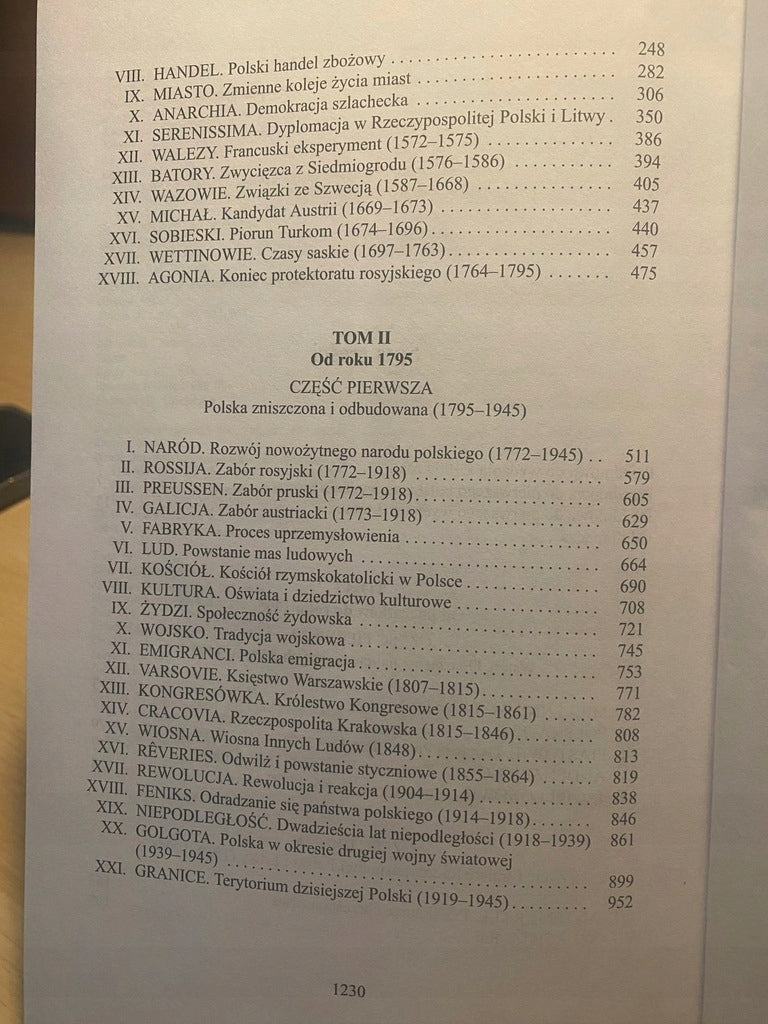 VIII. HANDEL. Polski handel zbożowy . . . . . . . . . . . . . . . . . . . . . . . . 248
IX. MIASTO. Zmienne koleje życia miast . . . . . . . . . . . . . . . . . . . . . 282
X. ANARCHIA. Demokracja szlachecka . . . . . . . . . . . . . . . . . . . . . 306
XI. SERENISSIMA. Dyplomacja w Rzeczypospolitej Polski i Litwy . 350
XII. WALEZY. Francuski eksperyment (1572–1575) . . . . . . . . . . . . . 386
XIII. BATORY. Zwycięzca z Siedmiogrodu (1576–1586) . . . . . . . . . . 394
XIV. WAZOWIE. Związki ze Szwecją (1587–1668) . . . . . . . . . . . . . . 405
XV. MICHAŁ. Kandydat Austrii (1669–1673) . . . . . . . . . . . . . . . . . . 437
XVI. SOBIESKI. Piorun Turkom (1674–1696) . . . . . . . . . . . . . . . . . . . 440
XVII. WETTINOWIE. Czasy saskie (1697–1763) . . . . . . . . . . . . . . . . . 457
XVIII. AGONIA. Koniec protektoratu rosyjskiego (1764–1795) . . . . . . . 475
TOM II
Od roku 1795
CZĘŚĆ PIERWSZA
Polska zniszczona i odbudowana (1795–1945)
I. NARÓD. Rozwój nowożytnego narodu polskiego (1772–1945) . . 511
II. ROSSIJA. Zabór rosyjski (1772–1918) . . . . . . . . . . . . . . . . . . . . 579
III. PREUSSEN. Zabór pruski (1772–1918) . . . . . . . . . . . . . . . . . . . . 605
IV. GALICJA. Zabór austriacki (1773–1918) . . . . . . . . . . . . . . . . . . 629
V. FABRYKA. Proces uprzemysłowienia . . . . . . . . . . . . . . . . . . . . . 650
VI. LUD. Powstanie mas ludowych . . . . . . . . . . . . . . . . . . . . . . . . . 664
VII. KOŚCIÓŁ. Kościół rzymskokatolicki w Polsce . . . . . . . . . . . . . . 690
VIII. KULTURA. Oświata i dziedzictwo kulturowe . . . . . . . . . . . . . . . 708
IX. ŻYDZI. Społeczność żydowska . . . . . . . . . . . . . . . . . . . . . . . . . 721
X. WOJSKO. Tradycja wojskowa . . . . . . . . . . . . . . . . . . . . . . . . . . 745
XI. EMIGRANCI. Polska emigracja . . . . . . . . . . . . . . . . . . . . . . . . . 753
XII. VARSOVIE. Księstwo Warszawskie (1807–1815) . . . . . . . . . . . . 771
XIII. KONGRESÓWKA. Królestwo Kongresowe (1815–1861) . . . . . . 782
XIV. CRACOVIA. Rzeczpospolita Krakowska (1815–1846) . . . . . . . . . 808
XV. WIOSNA. Wiosna Innych Ludów (1848) . . . . . . . . . . . . . . . . . . . 813
XVI. RÊVERIES. Odwilż i powstanie styczniowe (1855–1864) . . . . . . 819
XVII. REWOLUCJA. Rewolucja i reakcja (1904–1914) . . . . . . . . . . . . 838
XVIII. FENIKS. Odradzanie się państwa polskiego (1914–1918) . . . . . . . 846
XIX. NIEPODLEGŁOŚĆ. Dwadzieścia lat niepodległości (1918–1939) 861
XX. GOLGOTA. Polska w okresie drugiej wojny światowej
(1939–1945) . . . . . . . . . . . . . . . . . . . . . . . . . . . . . . . . . . . . . . . 899
XXI. GRANICE. Terytorium dzisiejszej Polski (1919–1945) . . . . . . . . . 952
1230